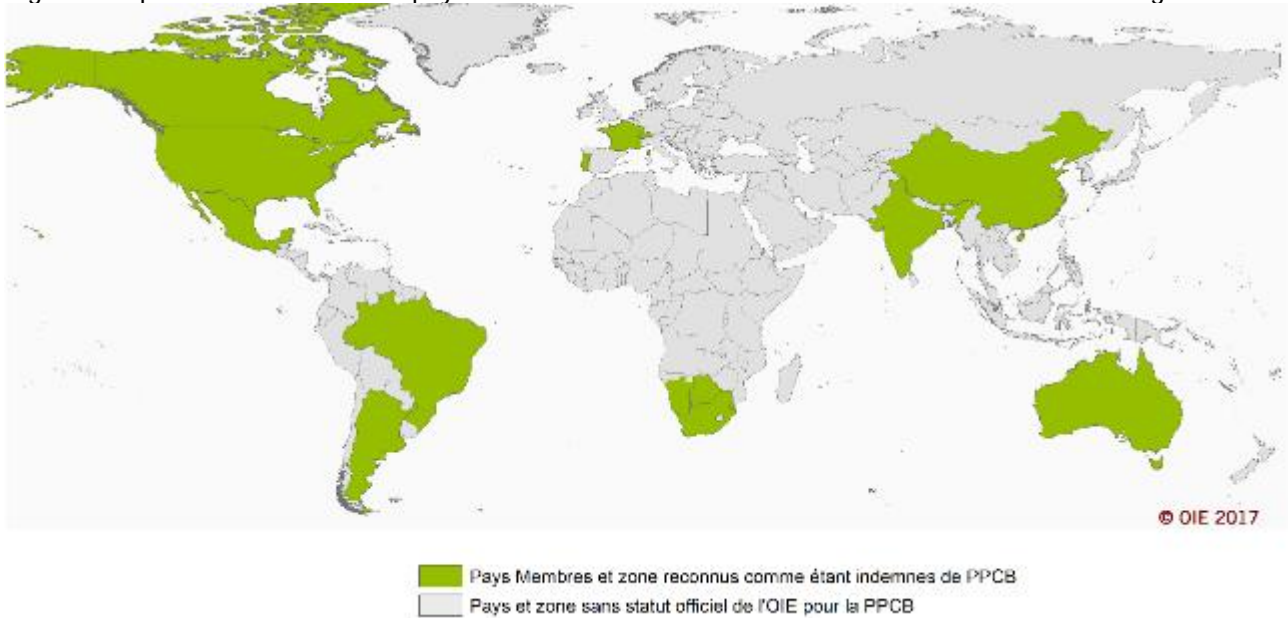 © OIE 2017
Pays Membres et zone reconnus comme étant indemnes de PPCB
Pays et zone sans statut officiel de l'OIE pour la PPCB